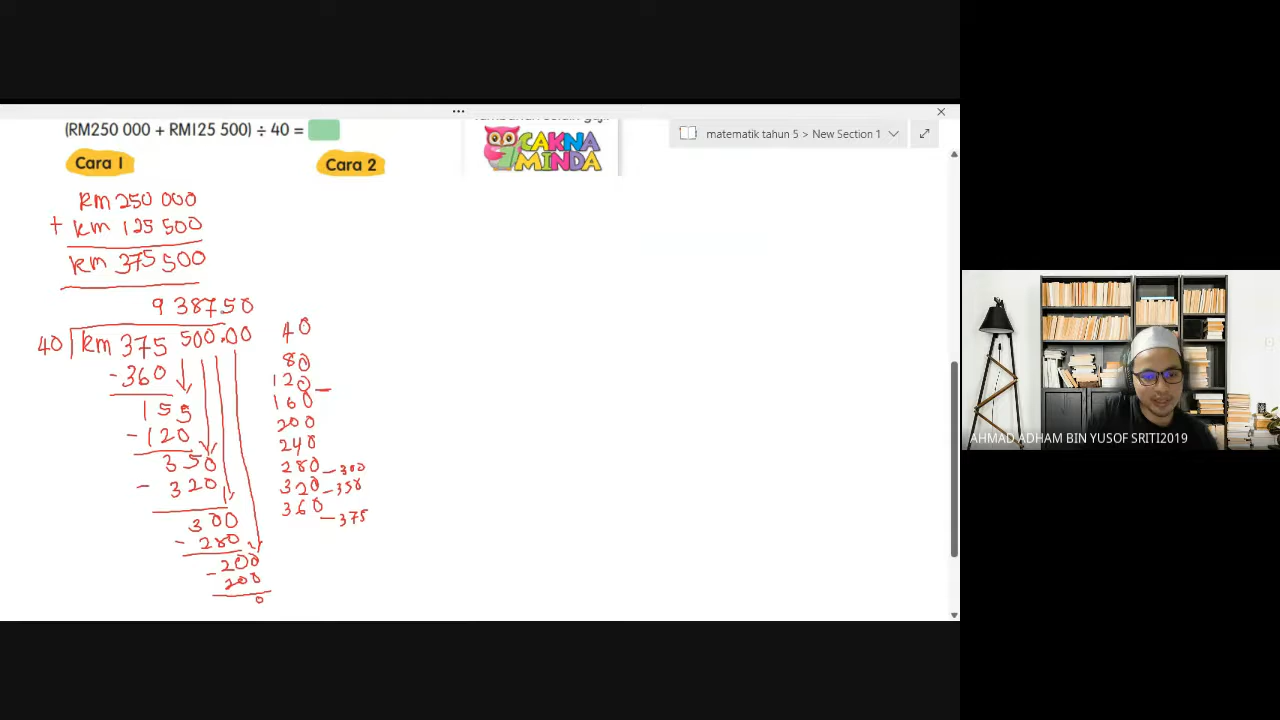 (RM250 000 + RM125 500) ÷ 40 =
CAKNA
MINDA
matematik tahun 5 > New Section 1
Cara 1
Cara 2
RM 250 000
+ RM 125 500
RM 375 500
9 387.50
40 RM 375 500.00
- 360
155
- 120
350
- 320
300
- 280
200
- 200
0
40
80
120 –
160
200
240
280 – 300
320 – 350
360 – 375
AHMAD ADHAM BIN YUSOF SRITI2019